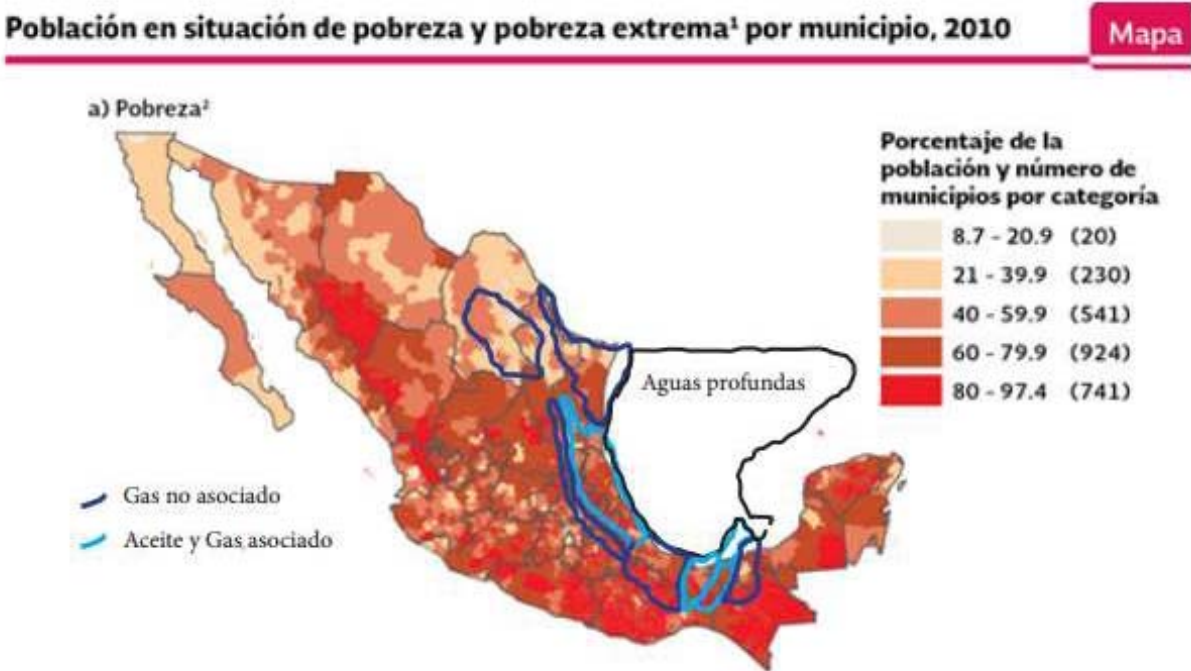 Población en situación de pobreza y pobreza extrema¹ por municipio, 2010
Mapa
a) Pobreza²
Porcentaje de la
población y número de
municipios por categoría
8.7 - 20.9 (20)
21 - 39.9 (230)
40 - 59.9 (541)
60 - 79.9 (924)
80 - 97.4 (741)
Aguas profundas
Gas no asociado
Aceite y Gas asociado